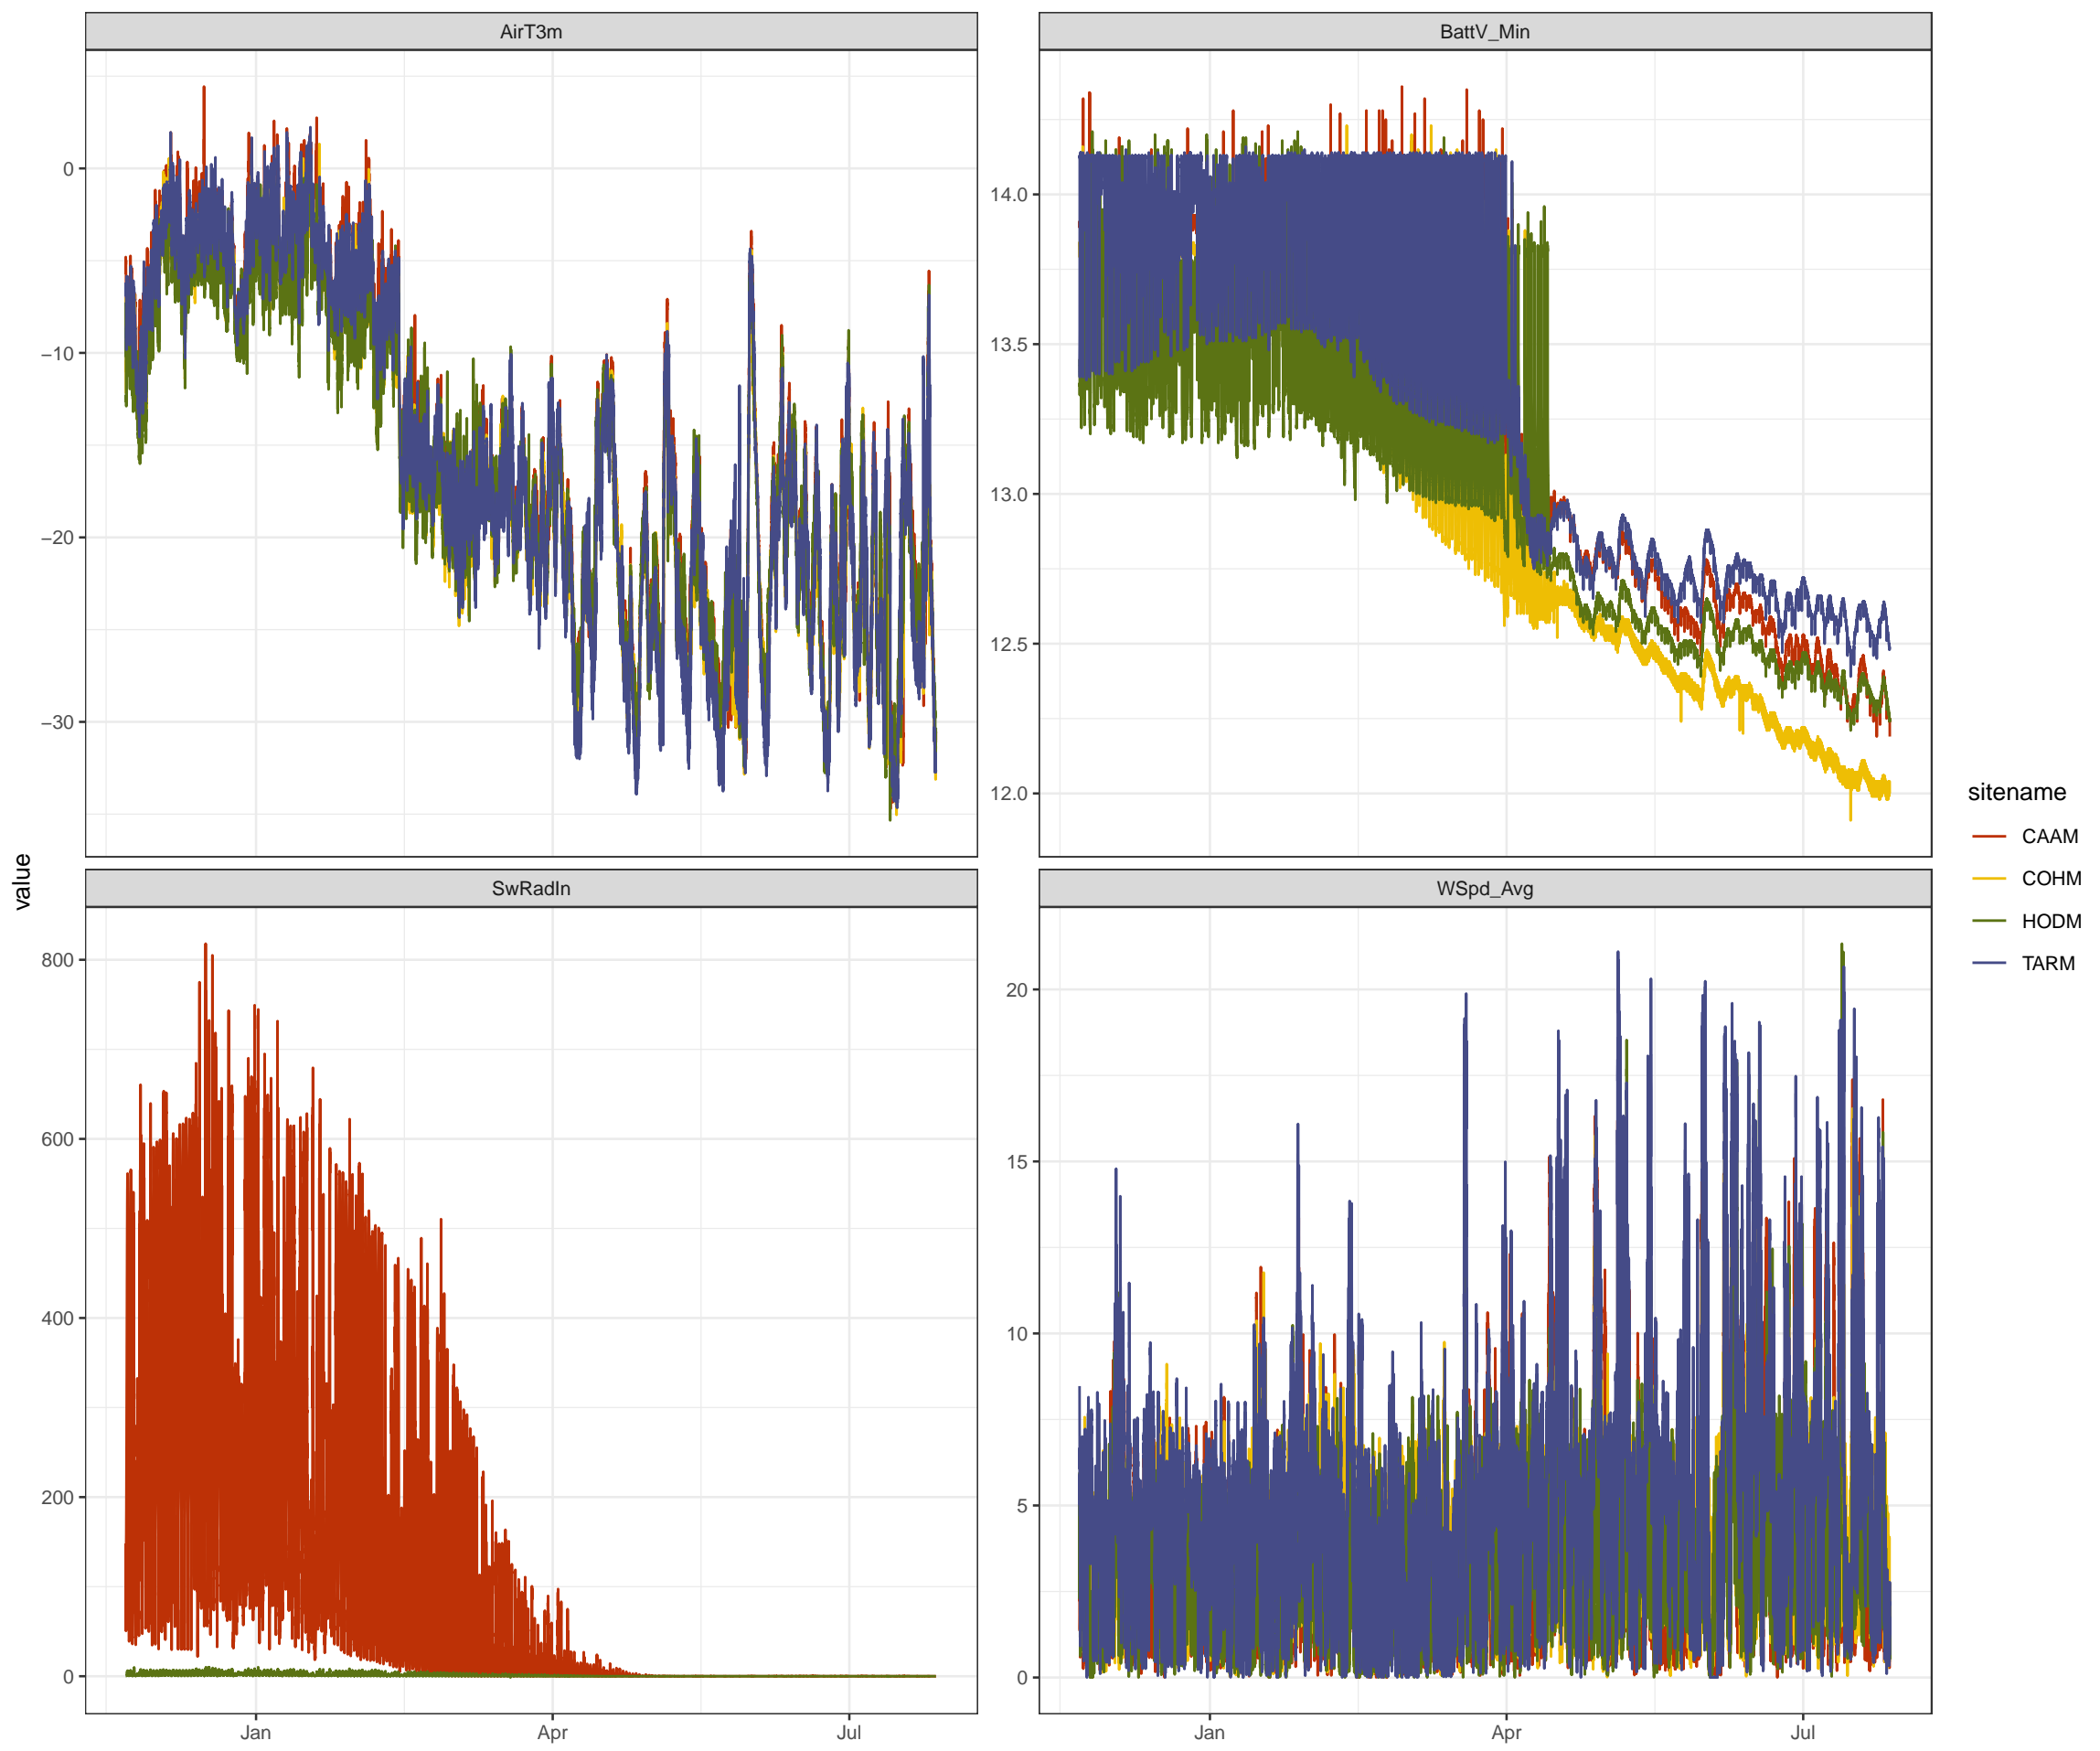 AirT3m
BattV_Min
0
−10
−20
−30
14.0
13.5
13.0
12.5
12.0
value
SwRadIn
WSpd_Avg
800
600
400
200
0
20
15
10
5
0
Jan Apr Jul
Jan Apr Jul
sitename
CAAM
COHM
HODM
TARM